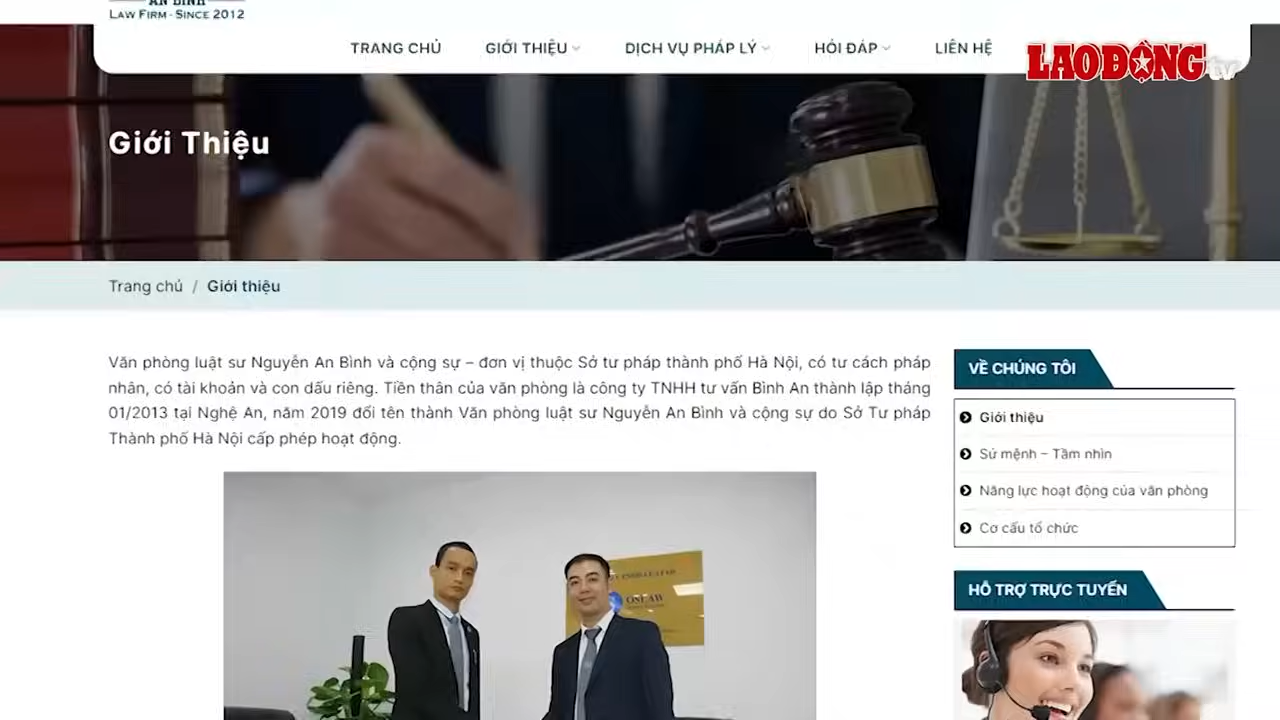 AN BÌNH
LAW FIRM - SINCE 2012
TRANG CHỦ GIỚI THIỆU DỊCH VỤ PHÁP LÝ HỎI ĐÁP LIÊN HỆ
LAO ĐỘNG tv
Giới Thiệu
Trang chủ / Giới thiệu
Văn phòng luật sư Nguyễn An Bình và cộng sự – đơn vị thuộc Sở tư pháp thành phố Hà Nội, có tư cách pháp
nhân, có tài khoản và con dấu riêng. Tiền thân của văn phòng là công ty TNHH tư vấn Bình An thành lập tháng
01/2013 tại Nghệ An, năm 2019 đổi tên thành Văn phòng luật sư Nguyễn An Bình và cộng sự do Sở Tư pháp
Thành phố Hà Nội cấp phép hoạt động.
VỀ CHÚNG TÔI
Giới thiệu
Sứ mệnh – Tầm nhìn
Năng lực hoạt động của văn phòng
Cơ cấu tổ chức
HỖ TRỢ TRỰC TUYẾN